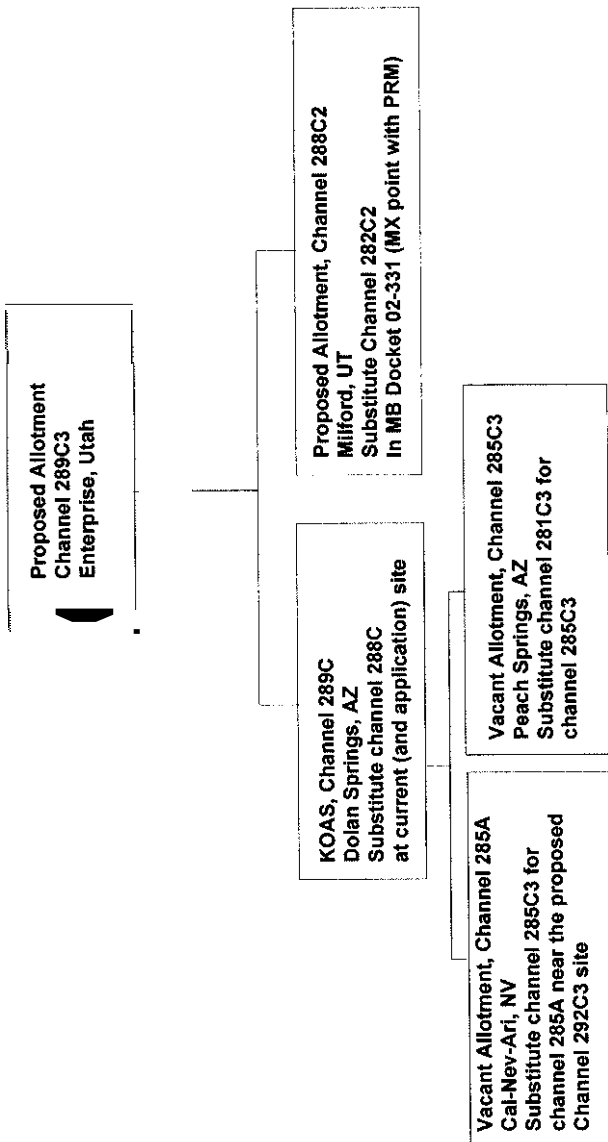 Proposed Allotment
Channel 289C3
Enterprise, Utah
KOAS, Channel 289C
Dolan Springs, AZ
Substitute channel 288C
at current (and application) site
Proposed Allotment, Channel 288C2
Milford, UT
Substitute Channel 282C2
In MB Docket 02-331 (MX point with PRM)
Vacant Allotment, Channel 285A
Cal-Nev-Ari, NV
Substitute channel 285C3 for
channel 285A near the proposed
Channel 292C3 site
Vacant Allotment, Channel 285C3
Peach Springs, AZ
Substitute channel 281C3 for
channel 285C3